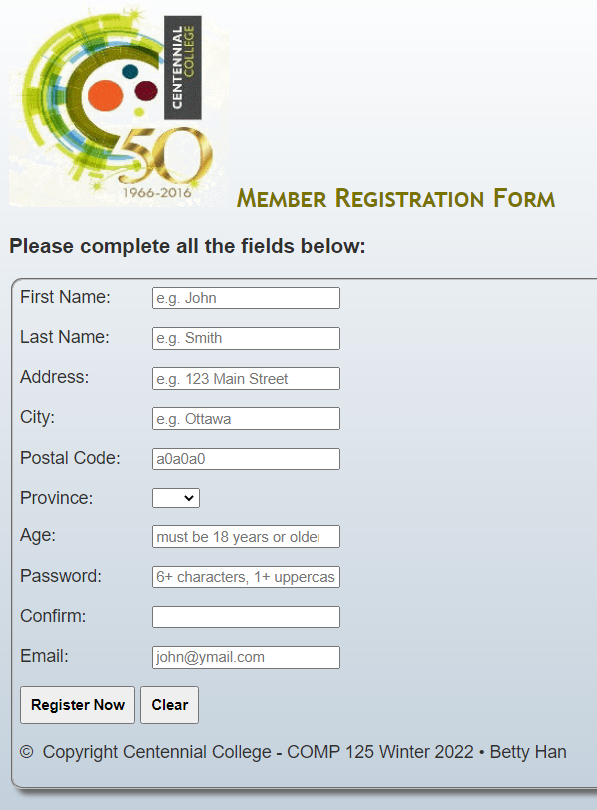 CENTENNIAL
COLLEGE
50
1966-2016
Member Registration Form
Please complete all the fields below:
First Name: e.g. John
Last Name: e.g. Smith
Address: e.g. 123 Main Street
City: e.g. Ottawa
Postal Code: a0a0a0
Province:
Age: must be 18 years or olde
Password: 6+ characters, 1+ uppercas
Confirm:
Email: john@ymail.com
Register Now Clear
© Copyright Centennial College - COMP 125 Winter 2022 • Betty Han